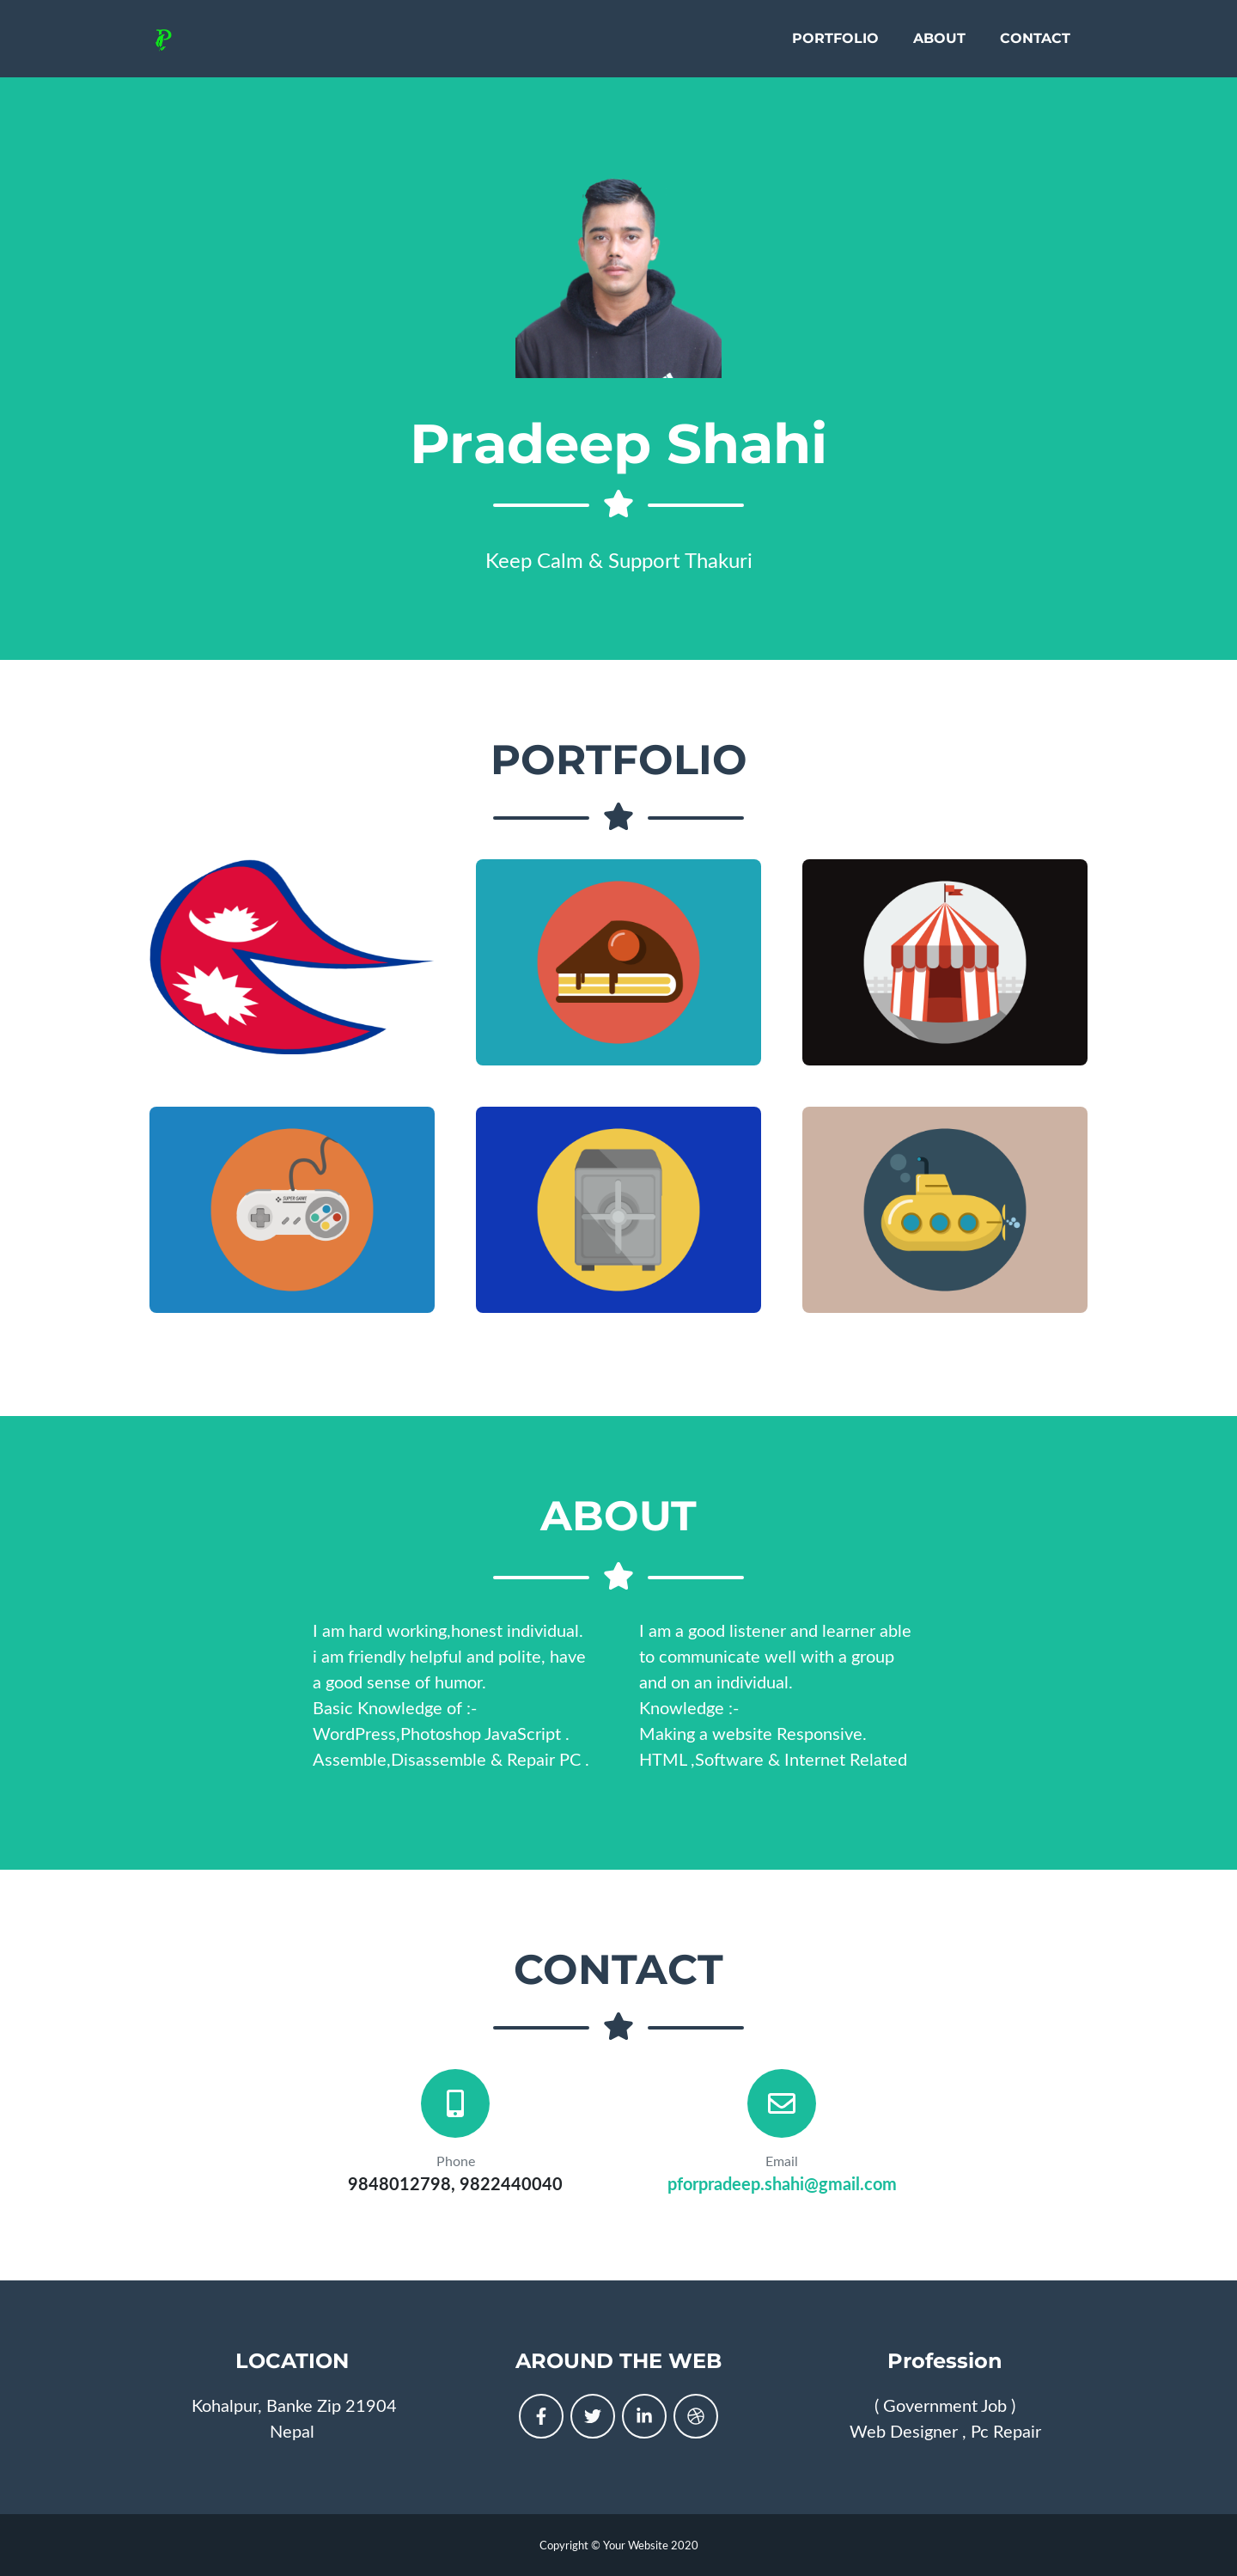 PORTFOLIO ABOUT CONTACT
Pradeep Shahi
Keep Calm & Support Thakuri
PORTFOLIO
ABOUT
I am hard working,honest individual.
i am friendly helpful and polite, have
a good sense of humor.
Basic Knowledge of :-
WordPress,Photoshop JavaScript .
Assemble,Disassemble & Repair PC .
I am a good listener and learner able
to communicate well with a group
and on an individual.
Knowledge :-
Making a website Responsive.
HTML ,Software & Internet Related
CONTACT
Phone
9848012798, 9822440040
Email
pforpradeep.shahi@gmail.com
LOCATION
Kohalpur, Banke Zip 21904
Nepal
AROUND THE WEB
Profession
( Government Job )
Web Designer , Pc Repair
Copyright © Your Website 2020